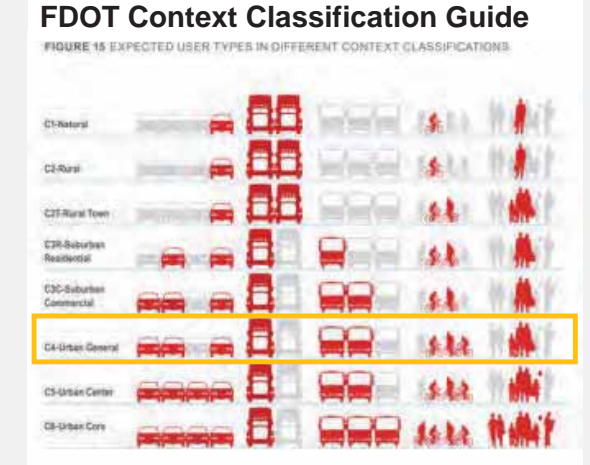 FDOT Context Classification Guide
FIGURE 15 EXPECTED USER TYPES IN DIFFERENT CONTEXT CLASSIFICATIONS
C1-Natural
C2-Rural
C2T-Rural Town
C3R-Suburban
Residential
C3C-Suburban
Commercial
C4-Urban General
C5-Urban Center
C6-Urban Core